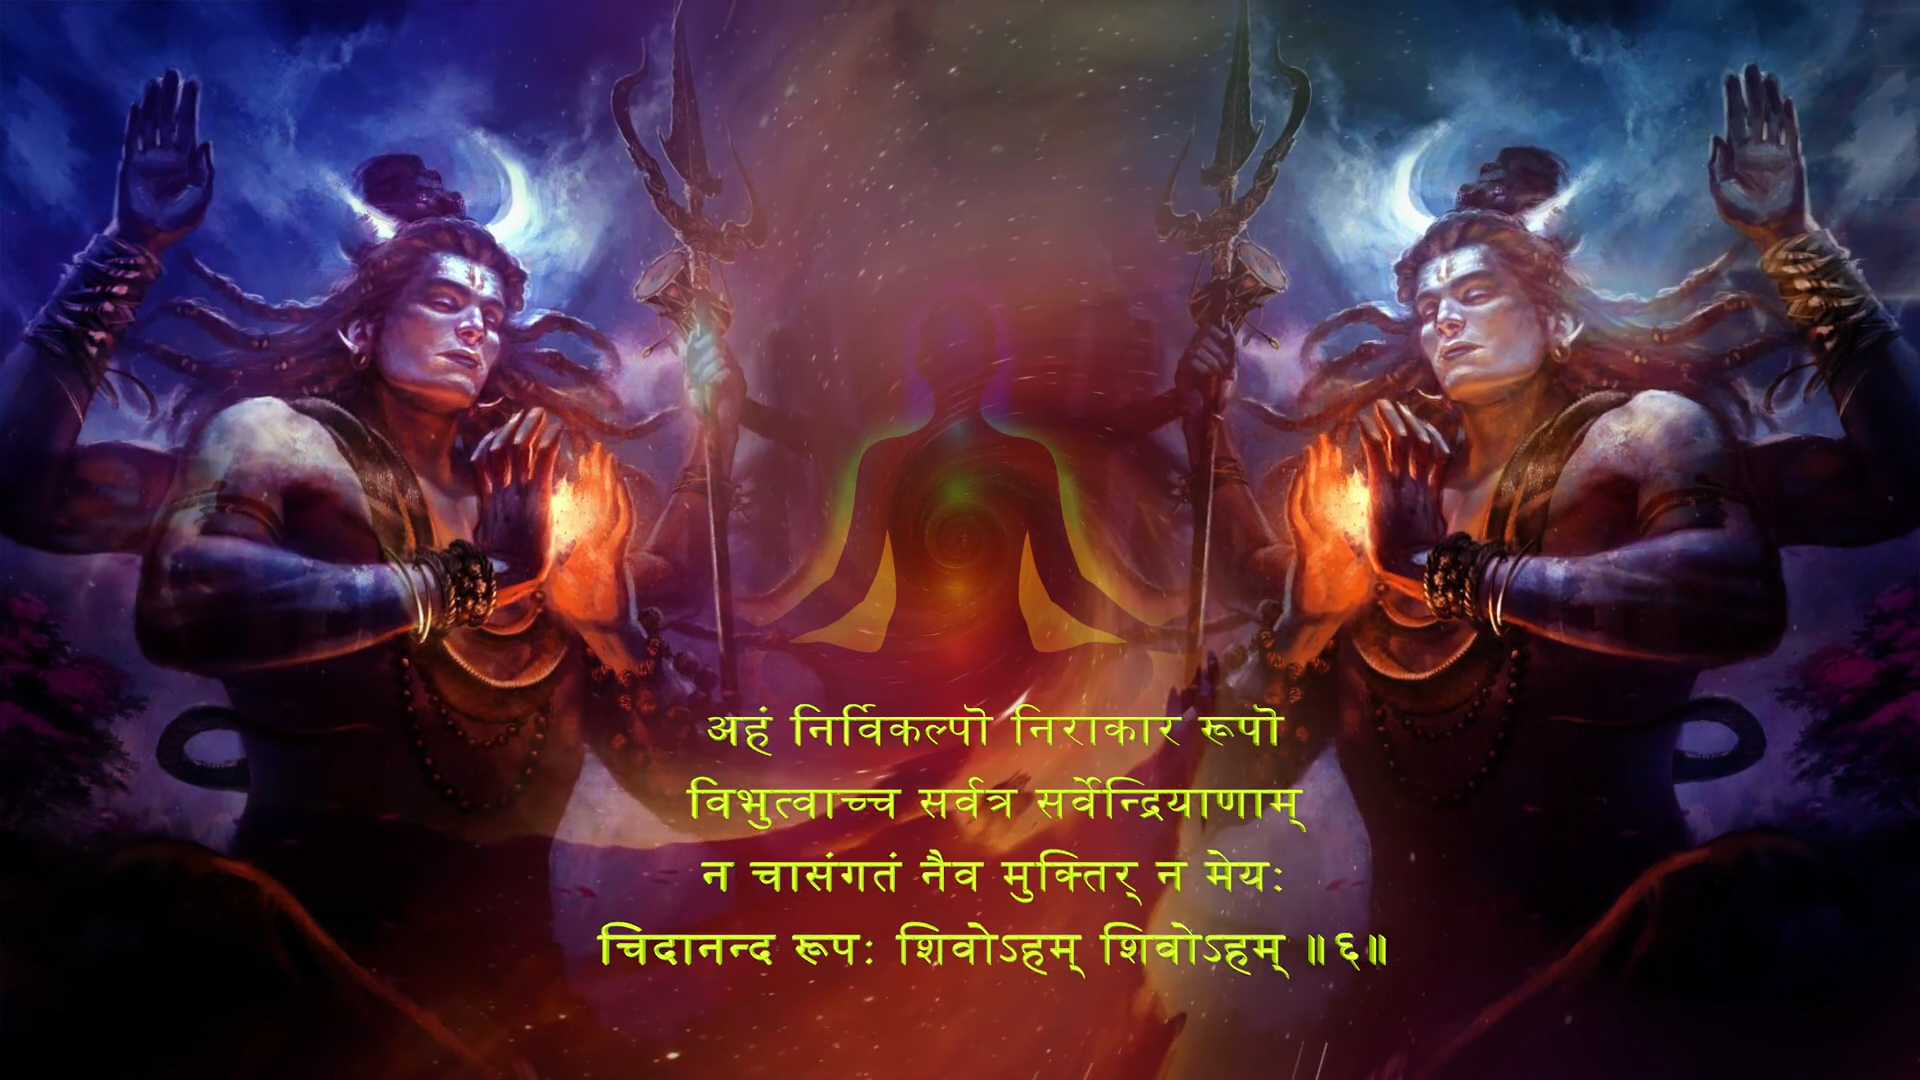 अहं निर्विकल्पॊ निराकार रूपॊ
विभुत्वाच्च सर्वत्र सर्वेन्द्रियाणाम्
न चासंगतं नैव मुक्तिर् न मेयः
चिदानन्द रूपः शिवोऽहम् शिवोऽहम् ॥६॥